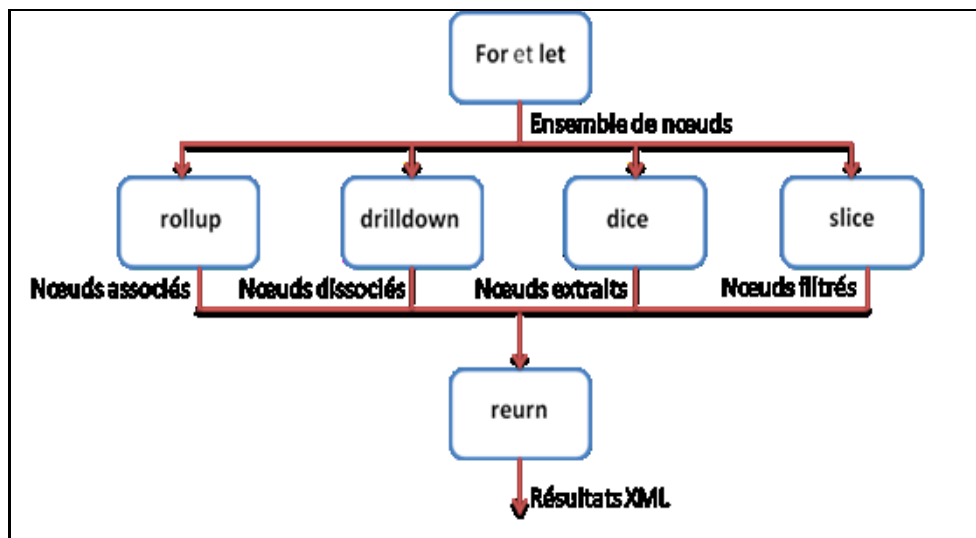 For et let
Ensemble de nœuds
rollup
drilldown
dice
slice
Nœuds associés
Nœuds dissociés
Nœuds extraits
Nœuds filtrés
reurn
Résultats XML